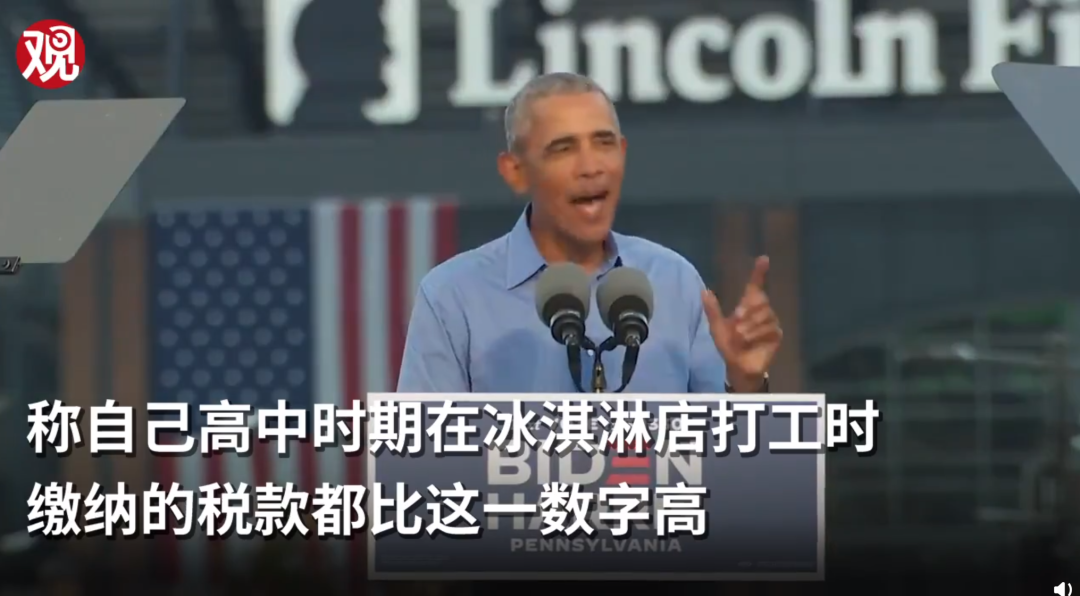 观
Lincoln Fi
称自己高中时期在冰淇淋店打工时
缴纳的税款都比这一数字高
BIDEN
PENNSYLVANIA